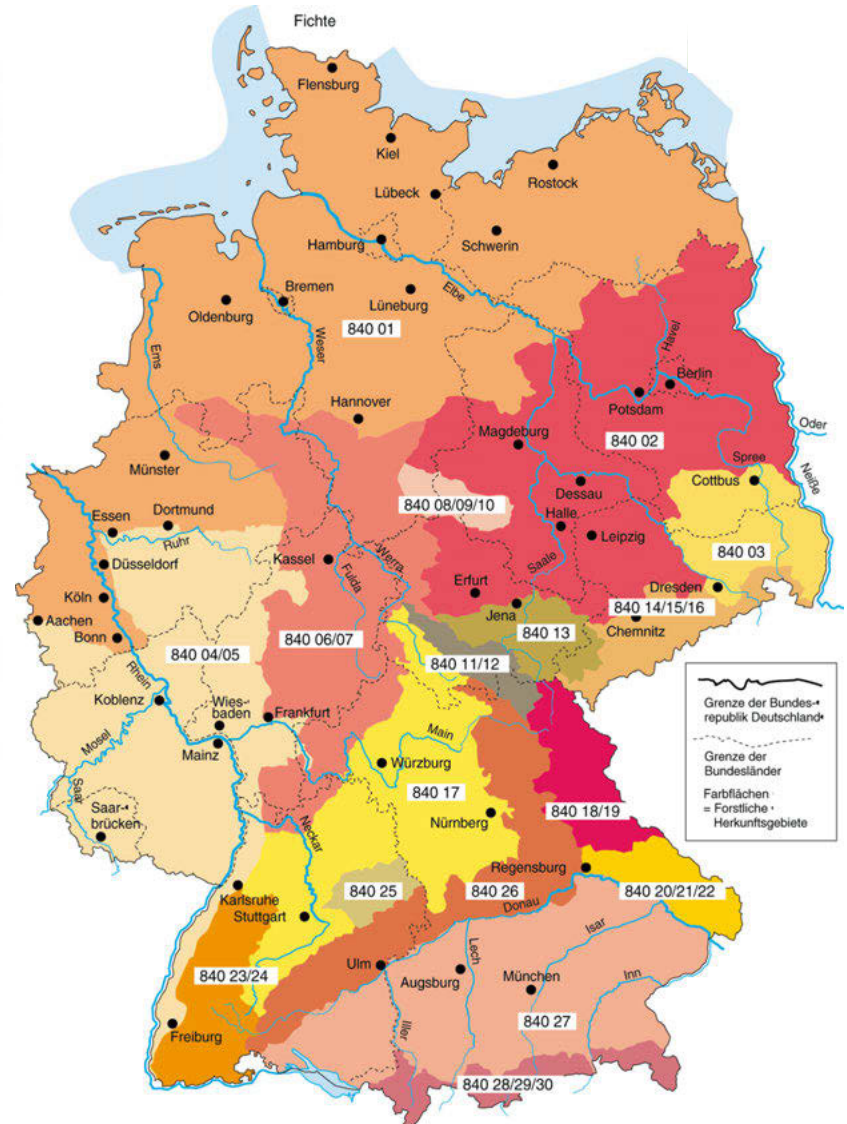 Fichte
Flensburg
Kiel
Rostock
Lübeck
Schwerin
Hamburg
Elbe
Bremen
Lüneburg
Oldenburg
840 01
Weser
Ems
Havel
Berlin
Hannover
Potsdam
Oder
Magdeburg
840 02
Münster
Spree
Neiße
Cottbus
Dessau
840 08/09/10
Essen
Dortmund
Halle
Leipzig
Ruhr
840 03
Düsseldorf
Kassel
Werra
Saale
Fulda
Erfurt
Dresden
Köln
Jena
840 14/15/16
Aachen
Chemnitz
Bonn
840 04/05
840 06/07
840 13
840 11/12
Rhein
Koblenz
Wies-
baden
Frankfurt
Mosel
Main
Mainz
Würzburg
Saar
840 17
Saar-
brücken
Neckar
Nürnberg
840 18/19
Regensburg
Karlsruhe
840 25
840 26
840 20/21/22
Stuttgart
Donau
Isar
Ulm
Lech
840 23/24
Augsburg
München
Inn
840 27
Freiburg
Iller
840 28/29/30
Grenze der Bundes-
republik Deutschland
Grenze der
Bundesländer
Farbflächen
= Forstliche
Herkunftsgebiete